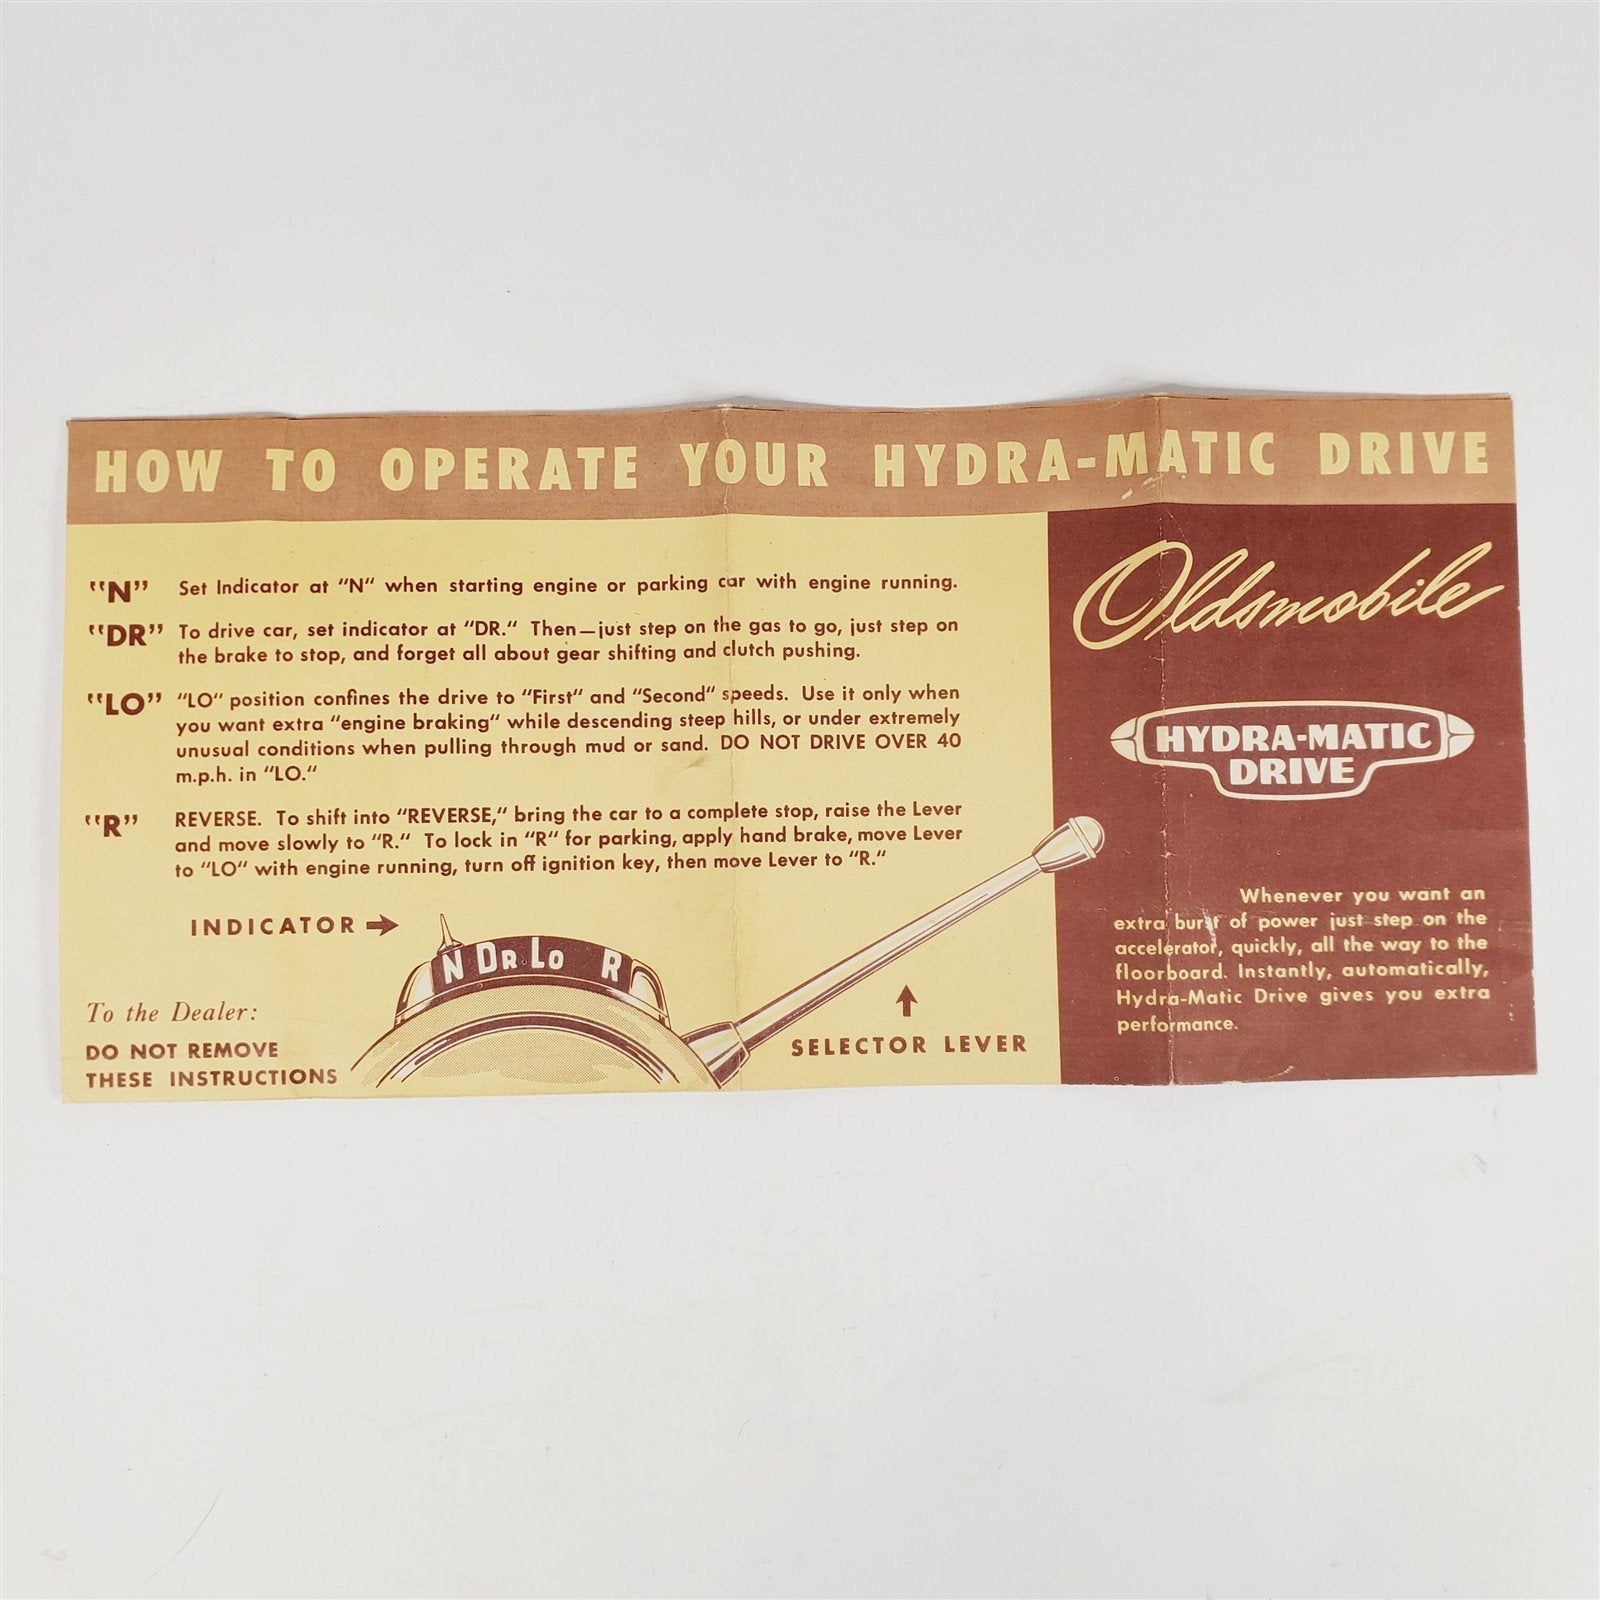 HOW TO OPERATE YOUR HYDRA-MATIC DRIVE
"N" Set Indicator at "N" when starting engine or parking car with engine running.
"DR" To drive car, set indicator at "DR." Then—just step on the gas to go, just step on
the brake to stop, and forget all about gear shifting and clutch pushing.
"LO" "LO" position confines the drive to "First" and "Second" speeds. Use it only when
you want extra "engine braking" while descending steep hills, or under extremely
unusual conditions when pulling through mud or sand. DO NOT DRIVE OVER 40
m.p.h. in "LO."
"R" REVERSE. To shift into "REVERSE," bring the car to a complete stop, raise the Lever
and move slowly to "R." To lock in "R" for parking, apply hand brake, move Lever
to "LO" with engine running, turn off ignition key, then move Lever to "R."
INDICATOR
N DR LO R
To the Dealer:
DO NOT REMOVE
THESE INSTRUCTIONS
SELECTOR LEVER
Oldsmobile
HYDRA-MATIC
DRIVE
Whenever you want an
extra burst of power just step on the
accelerator, quickly, all the way to the
floorboard. Instantly, automatically,
Hydra-Matic Drive gives you extra
performance.